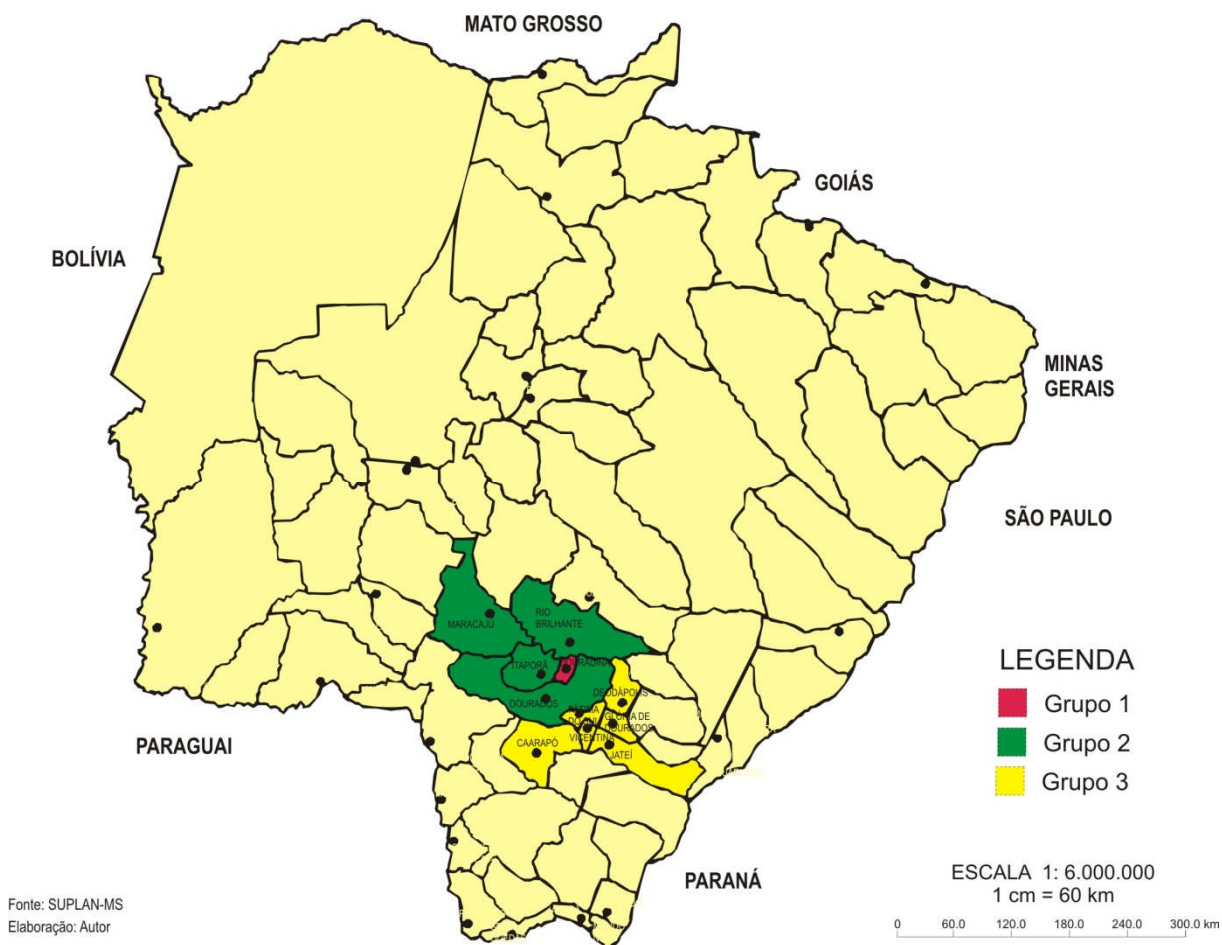 MATO GROSSO
GOIÁS
BOLÍVIA
MINAS
GERAIS
SÃO PAULO
RIO
BRILHANTE
MARACAJÚ
ITAPORÃ
DEODÁPOLIS
DOURADOS
GLÓRIA DE
DOURADOS
VICENTINA
CAARAPÓ
JATEÍ
PARAGUAI
PARANÁ
LEGENDA
Grupo 1
Grupo 2
Grupo 3
ESCALA 1: 6.000.000
1 cm = 60 km
0 60.0 120.0 180.0 240.0 300.0 km
Fonte: SUPLAN-MS
Elaboração: Autor